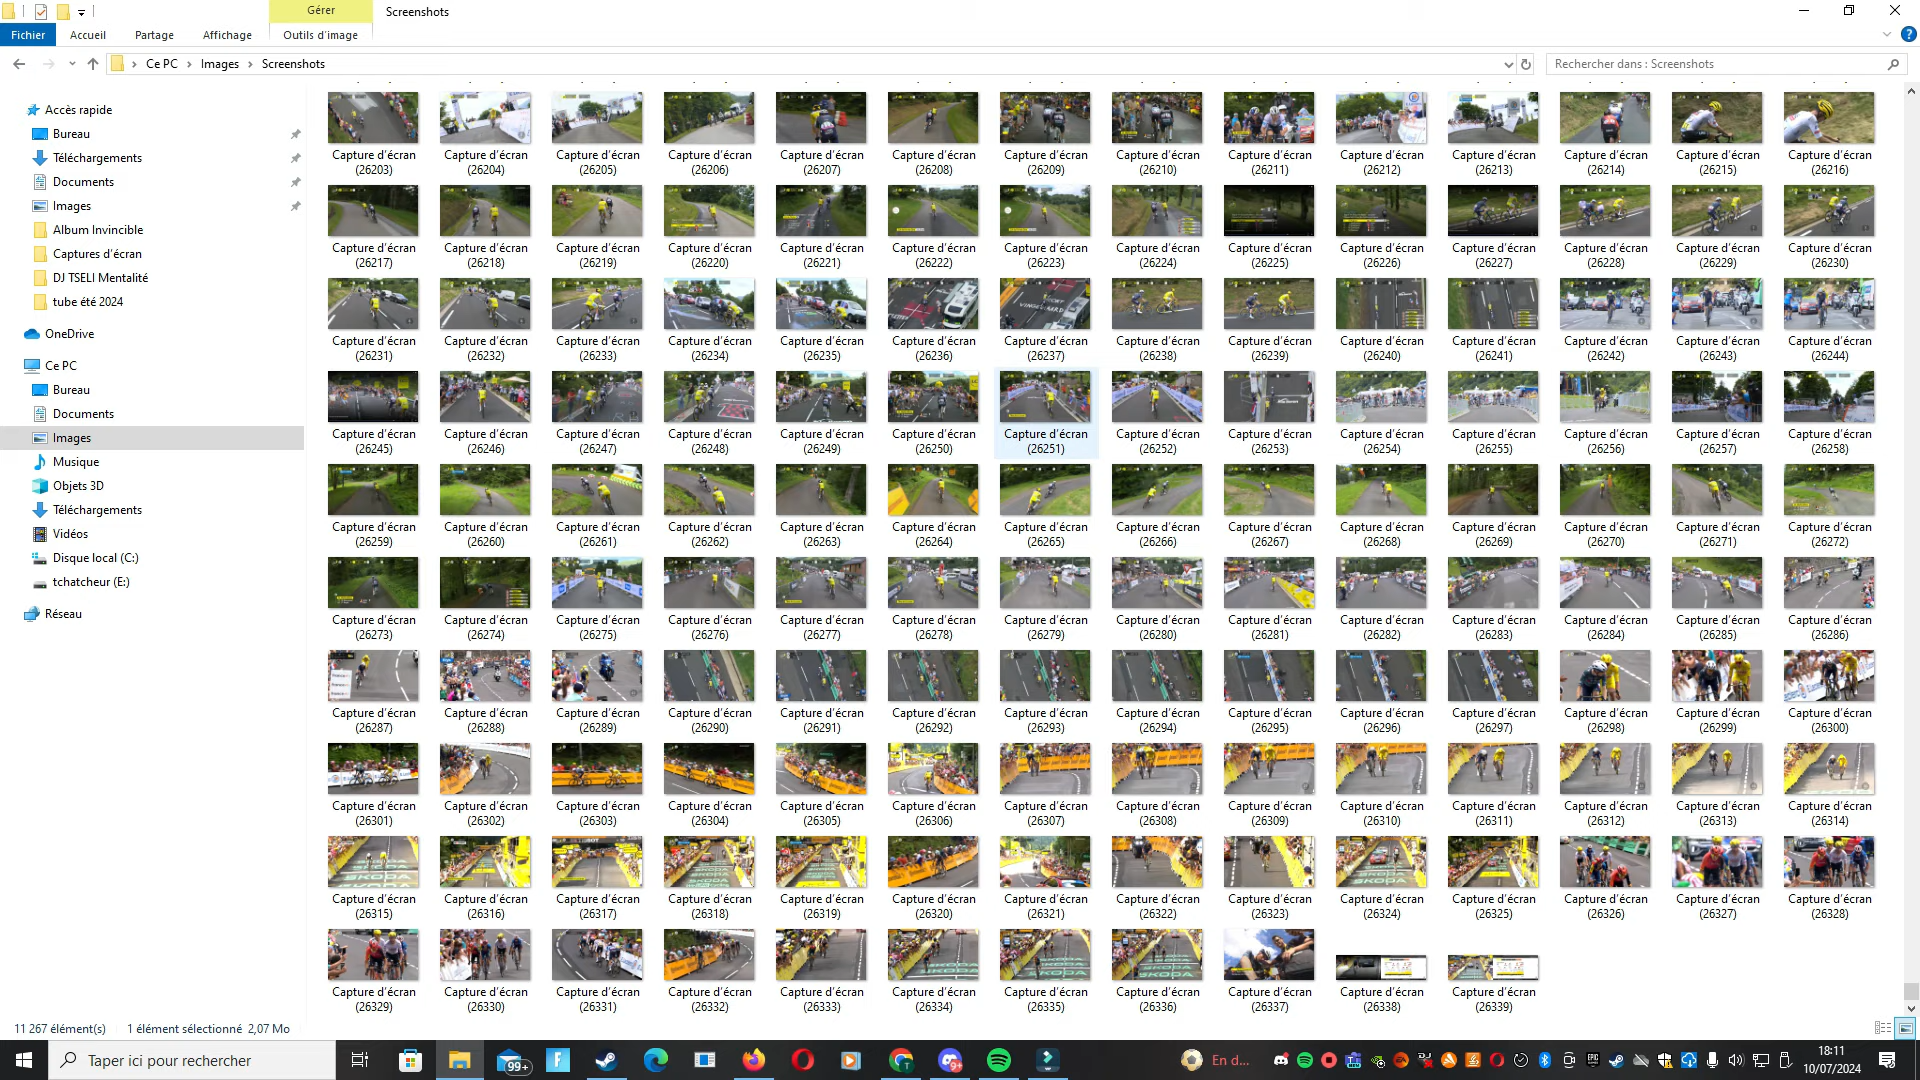 Gérer
Screenshots
Fichier
Accueil
Partage
Affichage
Outils d'image
Ce PC
Images
Screenshots
Rechercher dans : Screenshots
Accès rapide
Bureau
Téléchargements
Documents
Images
Album Invincible
Captures d'écran
DJ TSELI Mentalité
tube été 2024
OneDrive
Ce PC
Bureau
Documents
Images
Musique
Objets 3D
Téléchargements
Vidéos
Disque local (C:)
tchatcheur (E:)
Réseau
Capture d'écran (26203)
Capture d'écran (26204)
Capture d'écran (26205)
Capture d'écran (26206)
Capture d'écran (26207)
Capture d'écran (26208)
Capture d'écran (26209)
Capture d'écran (26210)
Capture d'écran (26211)
Capture d'écran (26212)
Capture d'écran (26213)
Capture d'écran (26214)
Capture d'écran (26215)
Capture d'écran (26216)
Capture d'écran (26217)
Capture d'écran (26218)
Capture d'écran (26219)
Capture d'écran (26220)
Capture d'écran (26221)
Capture d'écran (26222)
Capture d'écran (26223)
Capture d'écran (26224)
Capture d'écran (26225)
Capture d'écran (26226)
Capture d'écran (26227)
Capture d'écran (26228)
Capture d'écran (26229)
Capture d'écran (26230)
Capture d'écran (26231)
Capture d'écran (26232)
Capture d'écran (26233)
Capture d'écran (26234)
Capture d'écran (26235)
Capture d'écran (26236)
Capture d'écran (26237)
Capture d'écran (26238)
Capture d'écran (26239)
Capture d'écran (26240)
Capture d'écran (26241)
Capture d'écran (26242)
Capture d'écran (26243)
Capture d'écran (26244)
Capture d'écran (26245)
Capture d'écran (26246)
Capture d'écran (26247)
Capture d'écran (26248)
Capture d'écran (26249)
Capture d'écran (26250)
Capture d'écran (26251)
Capture d'écran (26252)
Capture d'écran (26253)
Capture d'écran (26254)
Capture d'écran (26255)
Capture d'écran (26256)
Capture d'écran (26257)
Capture d'écran (26258)
Capture d'écran (26259)
Capture d'écran (26260)
Capture d'écran (26261)
Capture d'écran (26262)
Capture d'écran (26263)
Capture d'écran (26264)
Capture d'écran (26265)
Capture d'écran (26266)
Capture d'écran (26267)
Capture d'écran (26268)
Capture d'écran (26269)
Capture d'écran (26270)
Capture d'écran (26271)
Capture d'écran (26272)
Capture d'écran (26273)
Capture d'écran (26274)
Capture d'écran (26275)
Capture d'écran (26276)
Capture d'écran (26277)
Capture d'écran (26278)
Capture d'écran (26279)
Capture d'écran (26280)
Capture d'écran (26281)
Capture d'écran (26282)
Capture d'écran (26283)
Capture d'écran (26284)
Capture d'écran (26285)
Capture d'écran (26286)
Capture d'écran (26287)
Capture d'écran (26288)
Capture d'écran (26289)
Capture d'écran (26290)
Capture d'écran (26291)
Capture d'écran (26292)
Capture d'écran (26293)
Capture d'écran (26294)
Capture d'écran (26295)
Capture d'écran (26296)
Capture d'écran (26297)
Capture d'écran (26298)
Capture d'écran (26299)
Capture d'écran (26300)
Capture d'écran (26301)
Capture d'écran (26302)
Capture d'écran (26303)
Capture d'écran (26304)
Capture d'écran (26305)
Capture d'écran (26306)
Capture d'écran (26307)
Capture d'écran (26308)
Capture d'écran (26309)
Capture d'écran (26310)
Capture d'écran (26311)
Capture d'écran (26312)
Capture d'écran (26313)
Capture d'écran (26314)
Capture d'écran (26315)
Capture d'écran (26316)
Capture d'écran (26317)
Capture d'écran (26318)
Capture d'écran (26319)
Capture d'écran (26320)
Capture d'écran (26321)
Capture d'écran (26322)
Capture d'écran (26323)
Capture d'écran (26324)
Capture d'écran (26325)
Capture d'écran (26326)
Capture d'écran (26327)
Capture d'écran (26328)
Capture d'écran (26329)
Capture d'écran (26330)
Capture d'écran (26331)
Capture d'écran (26332)
Capture d'écran (26333)
Capture d'écran (26334)
Capture d'écran (26335)
Capture d'écran (26336)
Capture d'écran (26337)
Capture d'écran (26338)
Capture d'écran (26339)
11 267 élément(s)
1 élément sélectionné 2,07 Mo
Taper ici pour rechercher
99+
En d...
18:11
10/07/2024